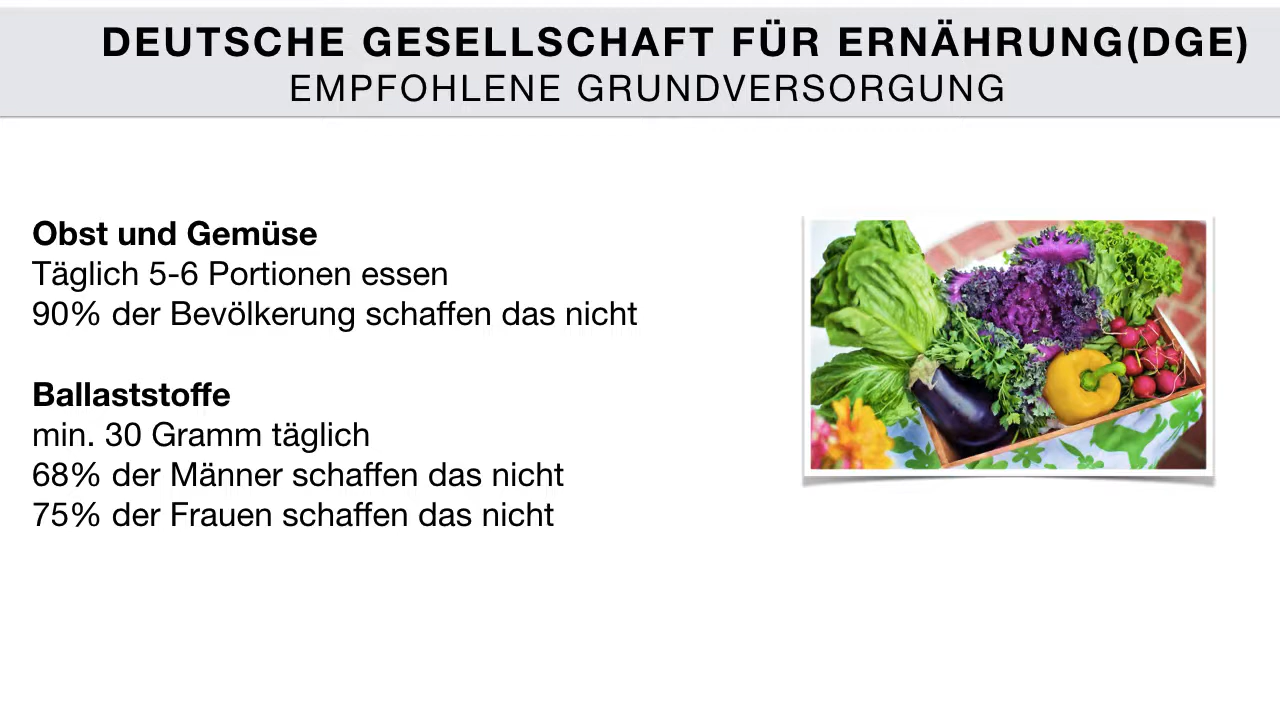 DEUTSCHE GESELLSCHAFT FÜR ERNÄHRUNG(DGE)
EMPFOHLENE GRUNDVERSORGUNG
Obst und Gemüse
Täglich 5-6 Portionen essen
90% der Bevölkerung schaffen das nicht
Ballaststoffe
min. 30 Gramm täglich
68% der Männer schaffen das nicht
75% der Frauen schaffen das nicht